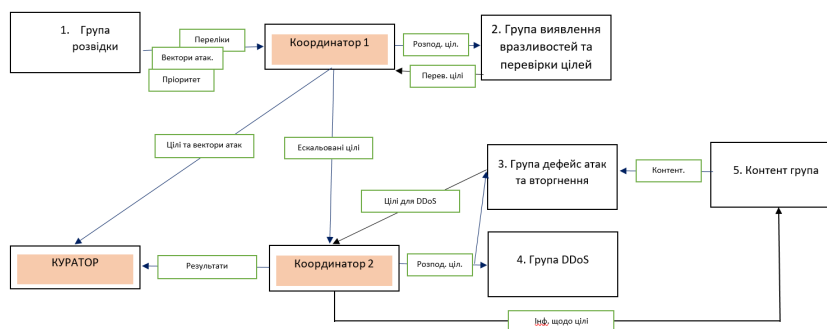 1. Група
розвідки
Переліки
Вектори атак.
Пріоритет
Координатор 1
Розпод. ціл.
Перев. цілі
2. Група виявлення
вразливостей та
перевірки цілей
Цілі та вектори атак
Ескальовані цілі
3. Група дефейс атак
та вторгнення
Контент.
5. Контент група
Цілі для DDoS
КУРАТОР
Результати
Координатор 2
Розпод. ціл.
4. Група DDoS
Інф. щодо цілі